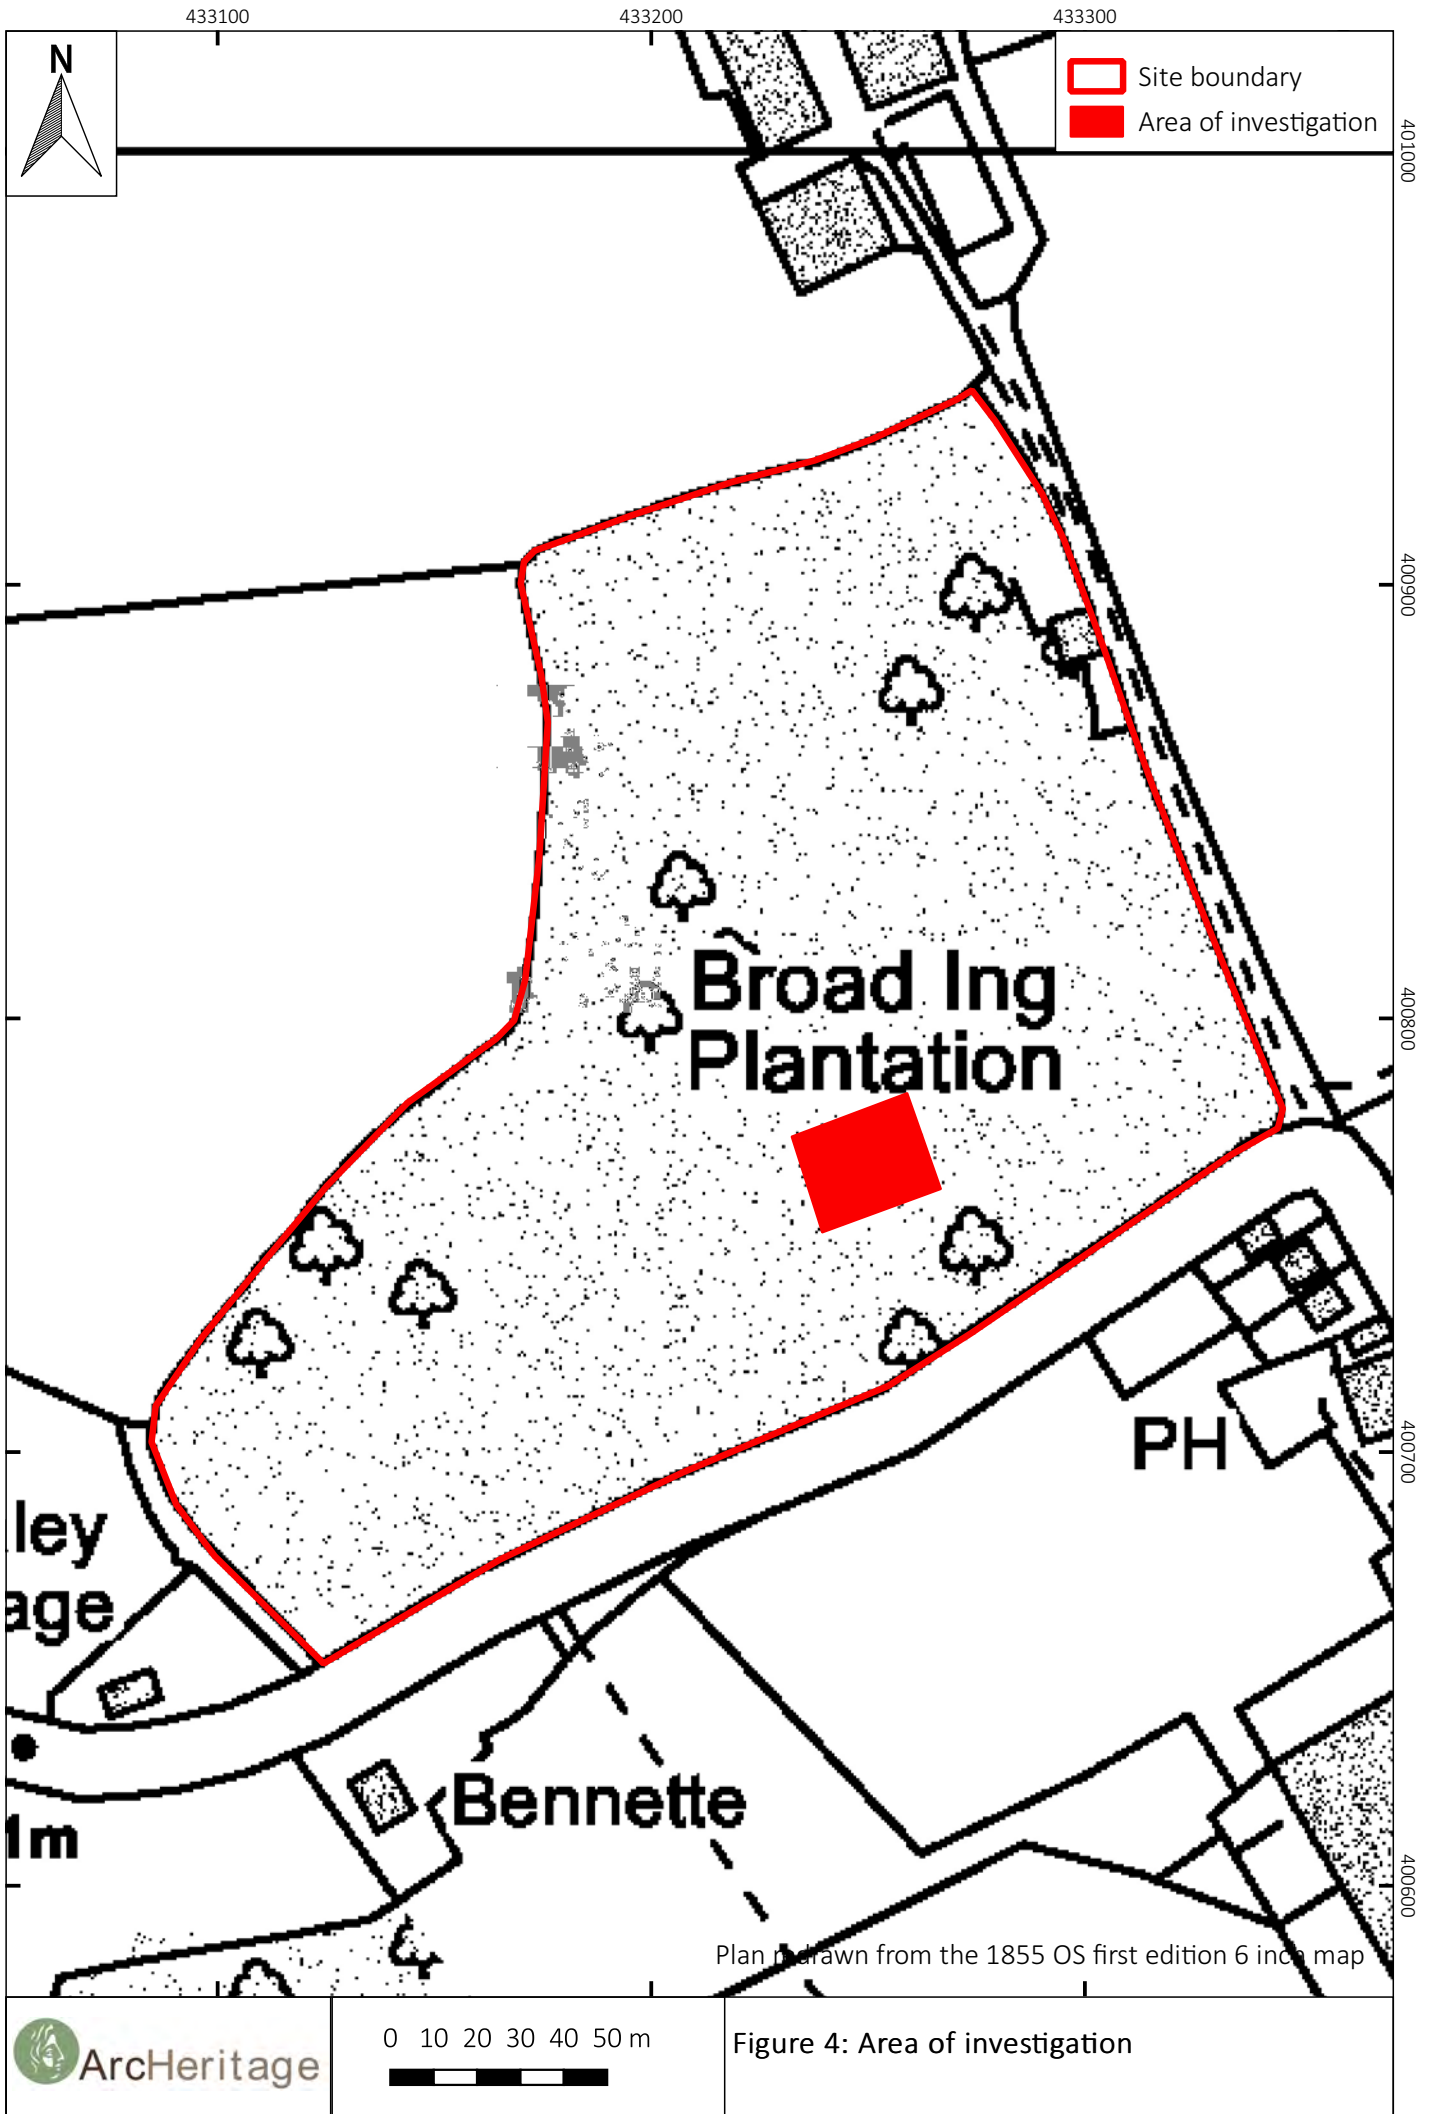 433100
433200
433300
N
Site boundary
Area of investigation
401000
400900
Broad Ing
Plantation
400800
PH
400700
ley
age
Bennette
1m
400600
Plan redrawn from the 1855 OS first edition 6 inch map
ArcHeritage
0 10 20 30 40 50 m
Figure 4: Area of investigation